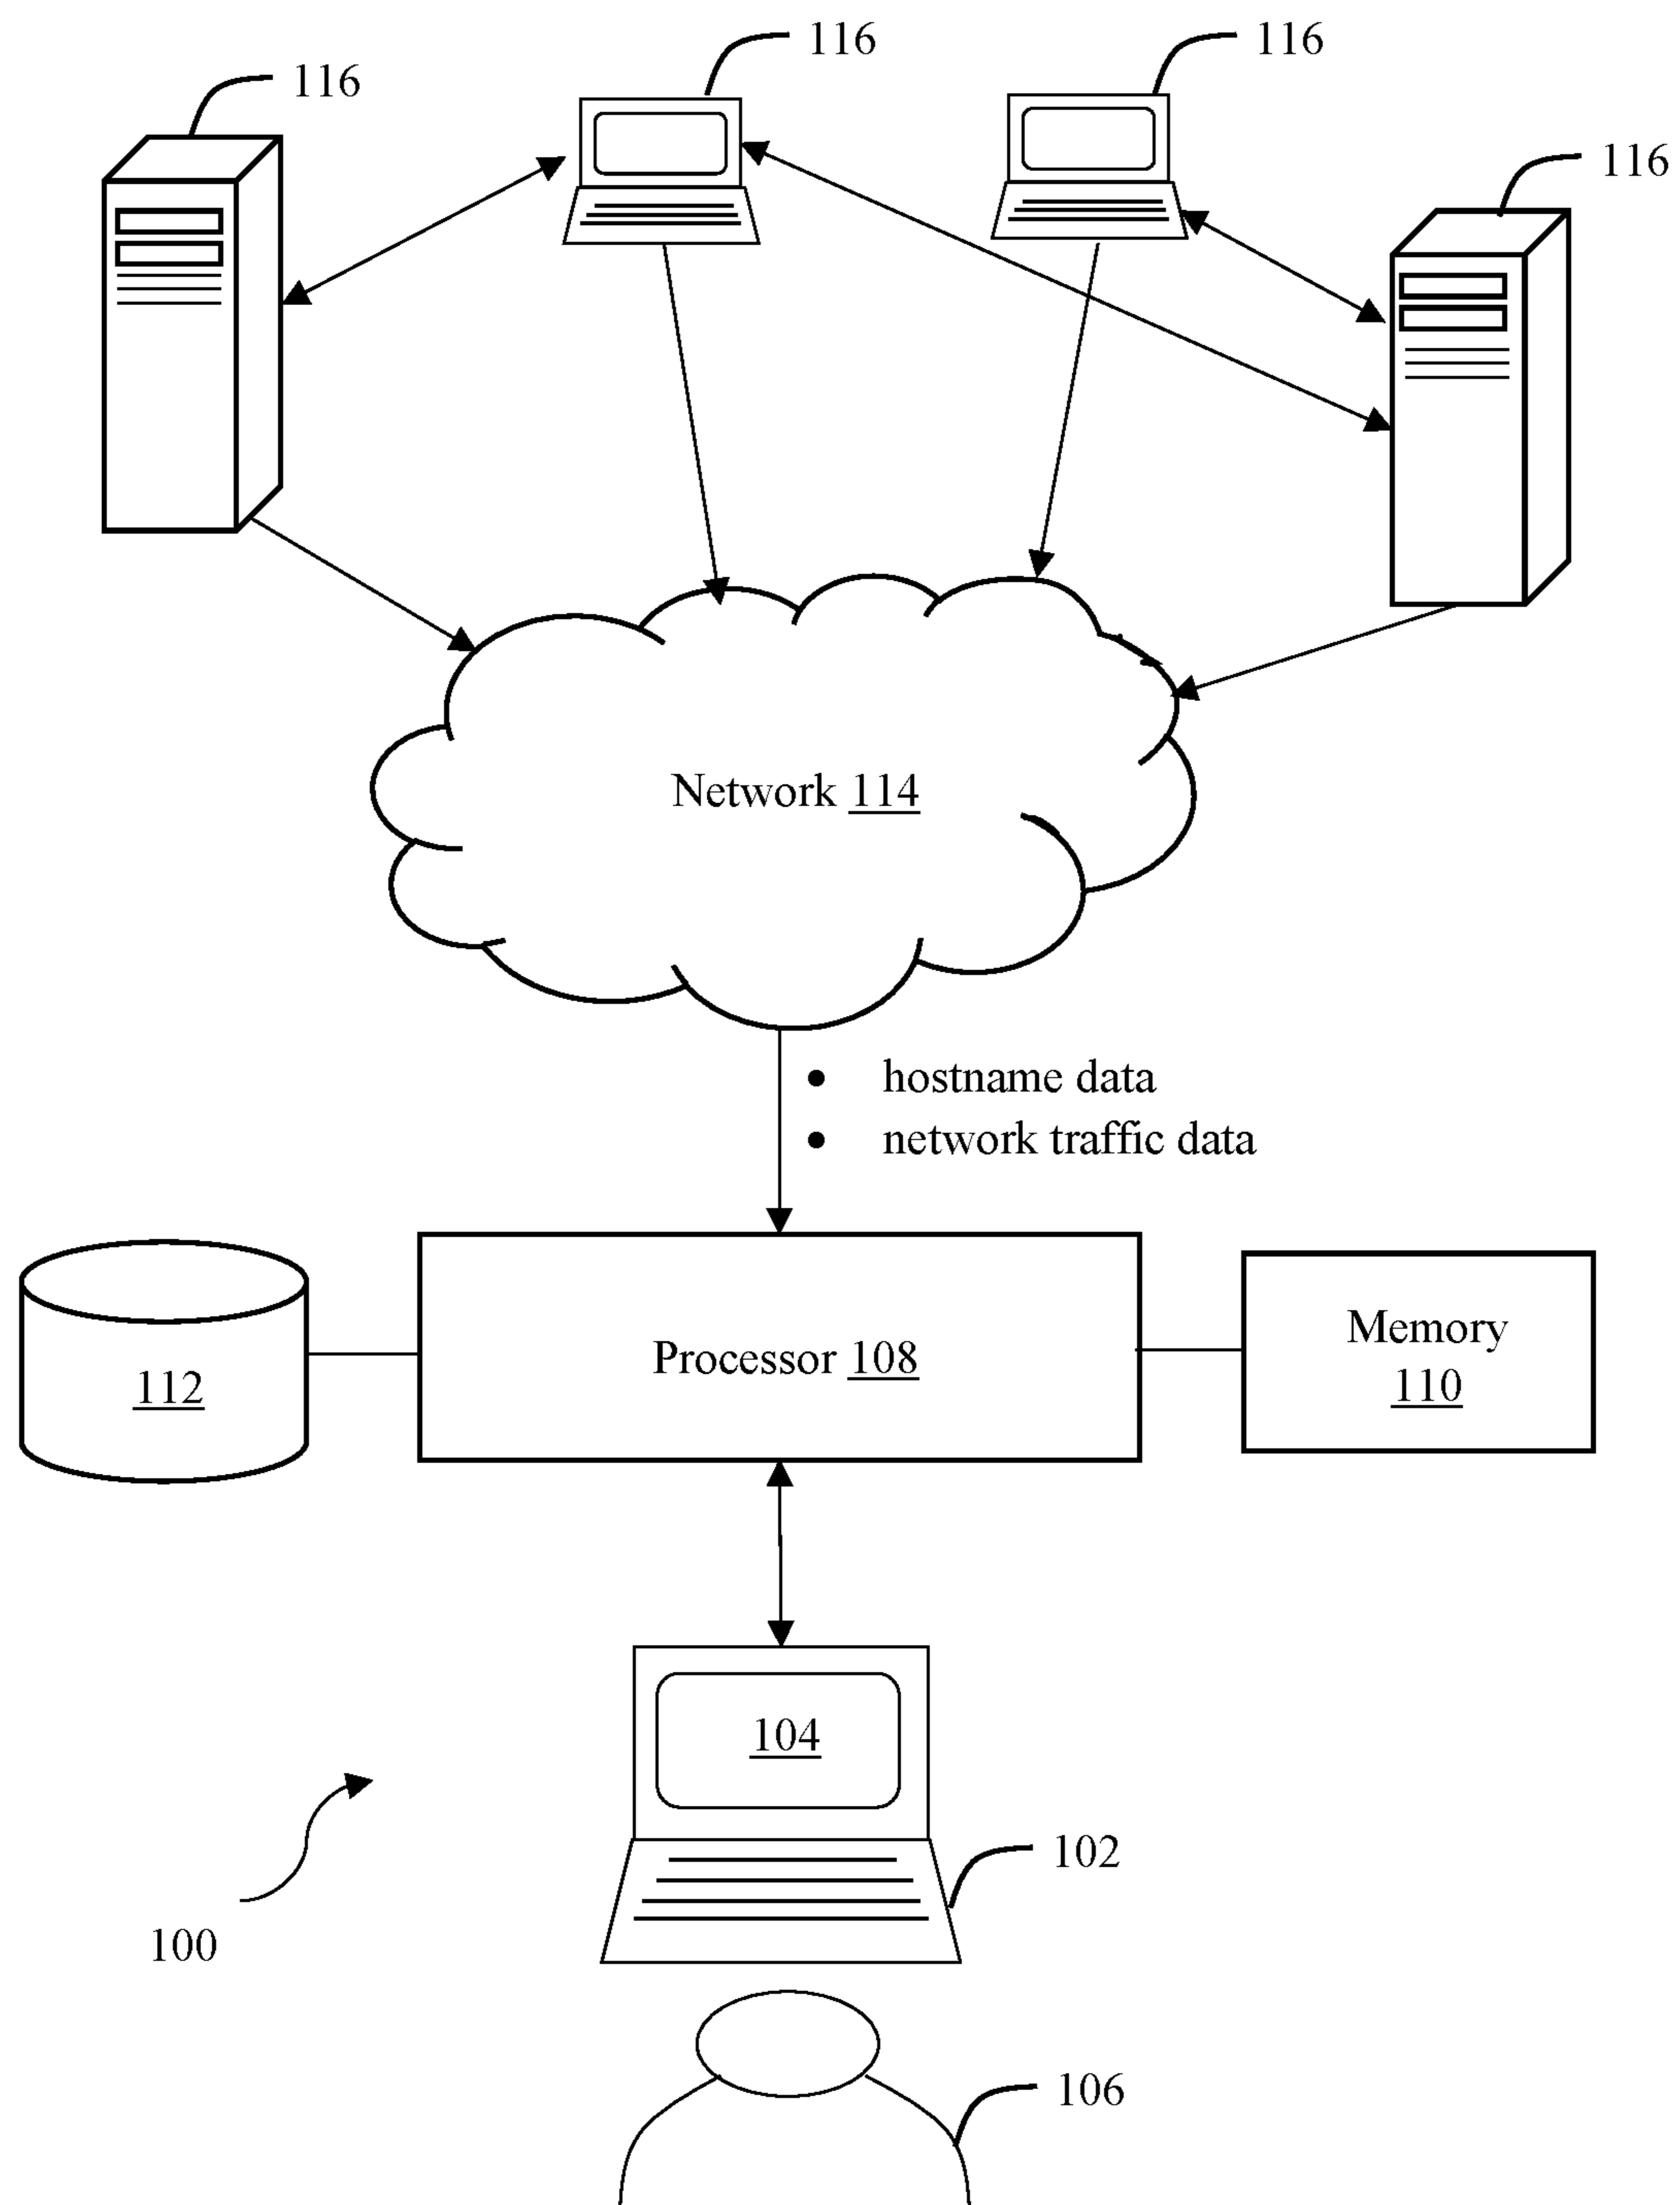 116
116
116
116
Network 114
• hostname data
• network traffic data
112
Processor 108
Memory
110
104
102
100
106